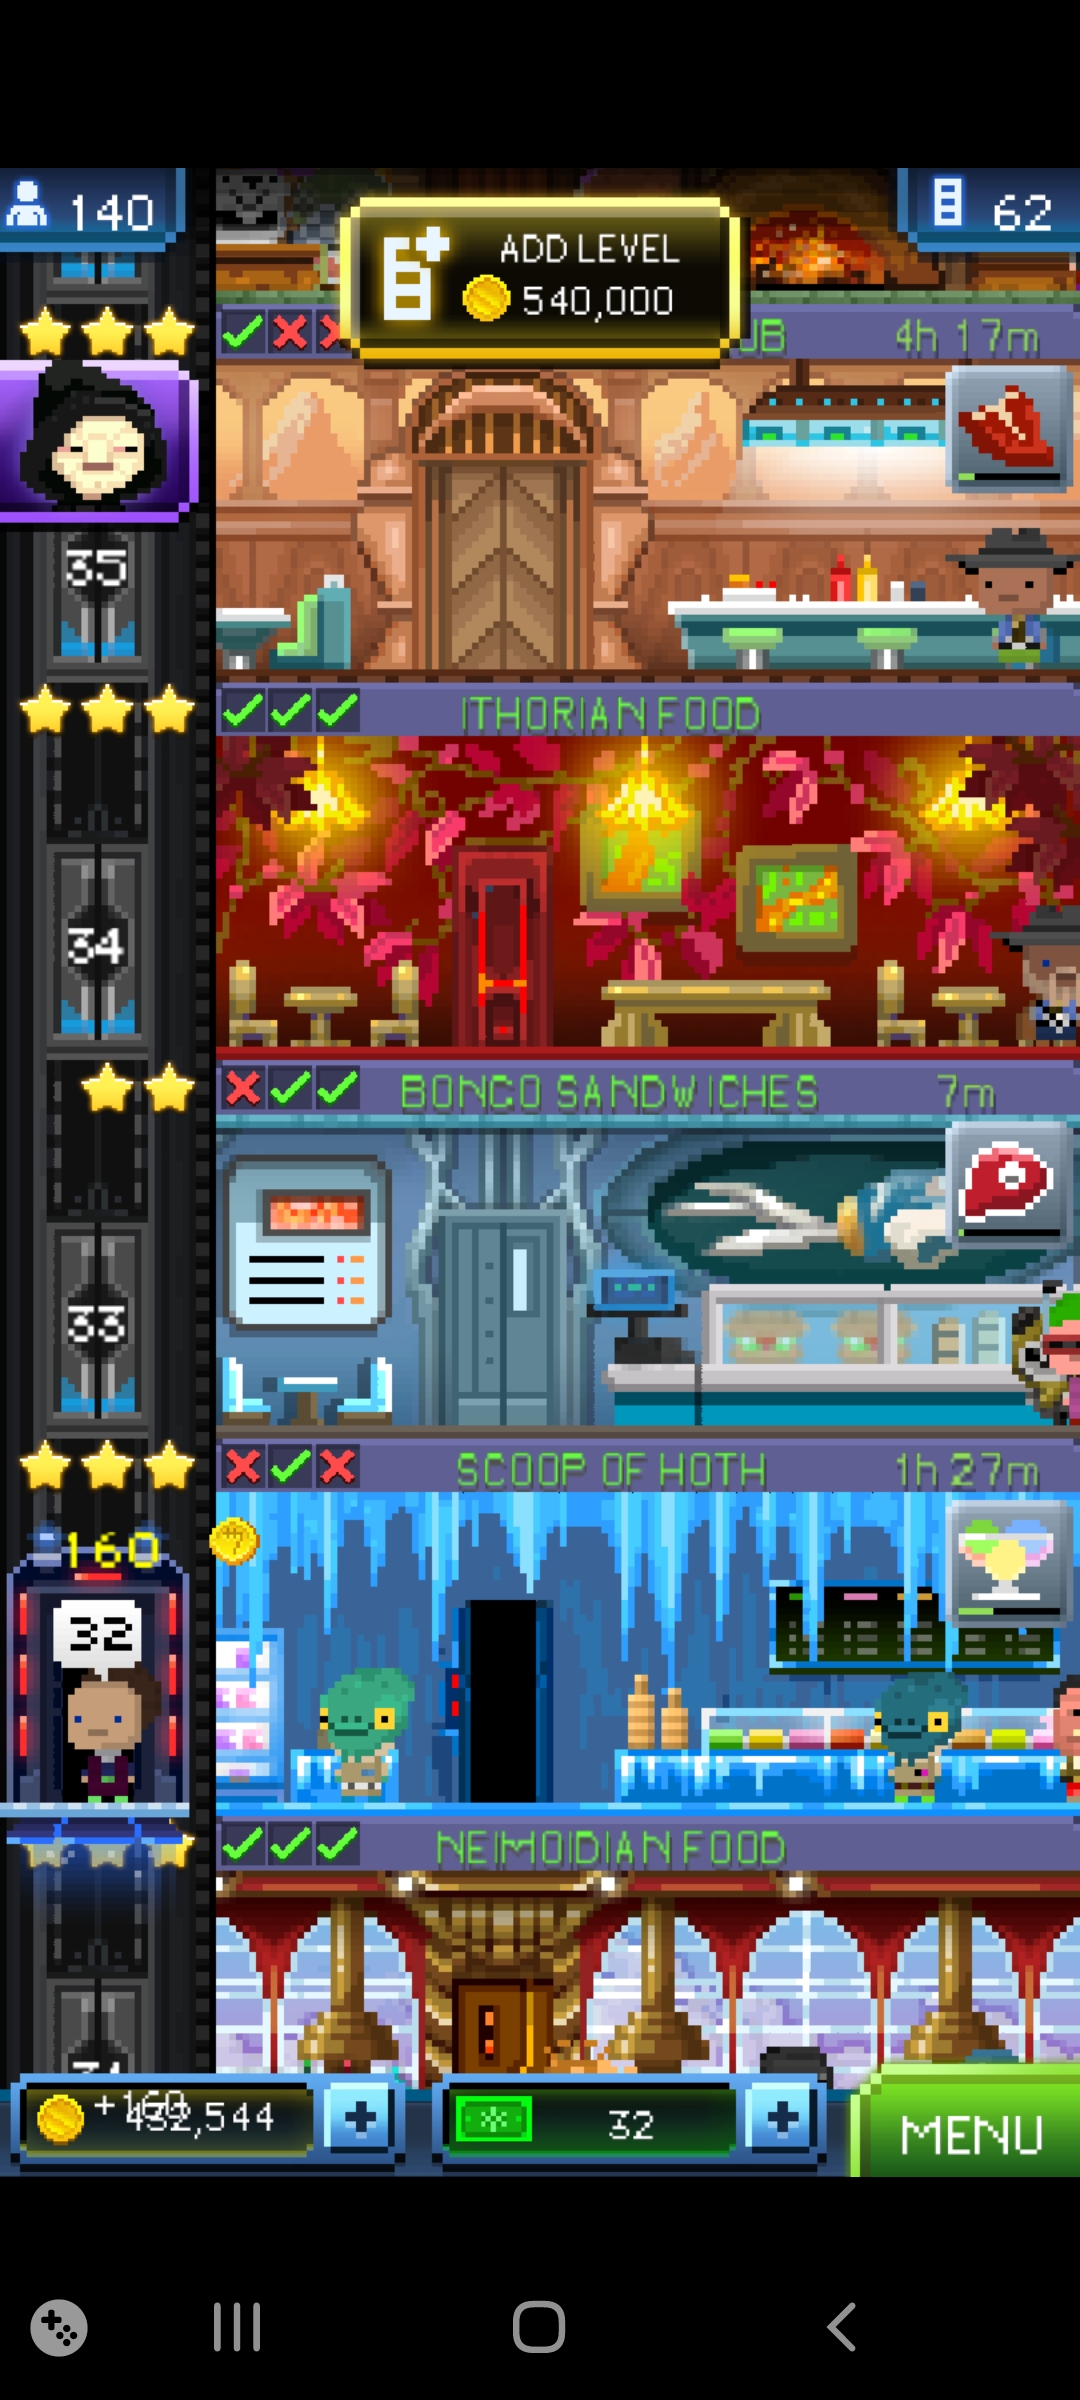 140
ADD LEVEL
540,000
62
UB
4h 17m
35
ITHORIAN FOOD
34
BONGO SANDWICHES
7m
33
SCOOP OF HOTH
1h 27m
160
32
NEIMOIDIAN FOOD
+160
432,544
32
MENU